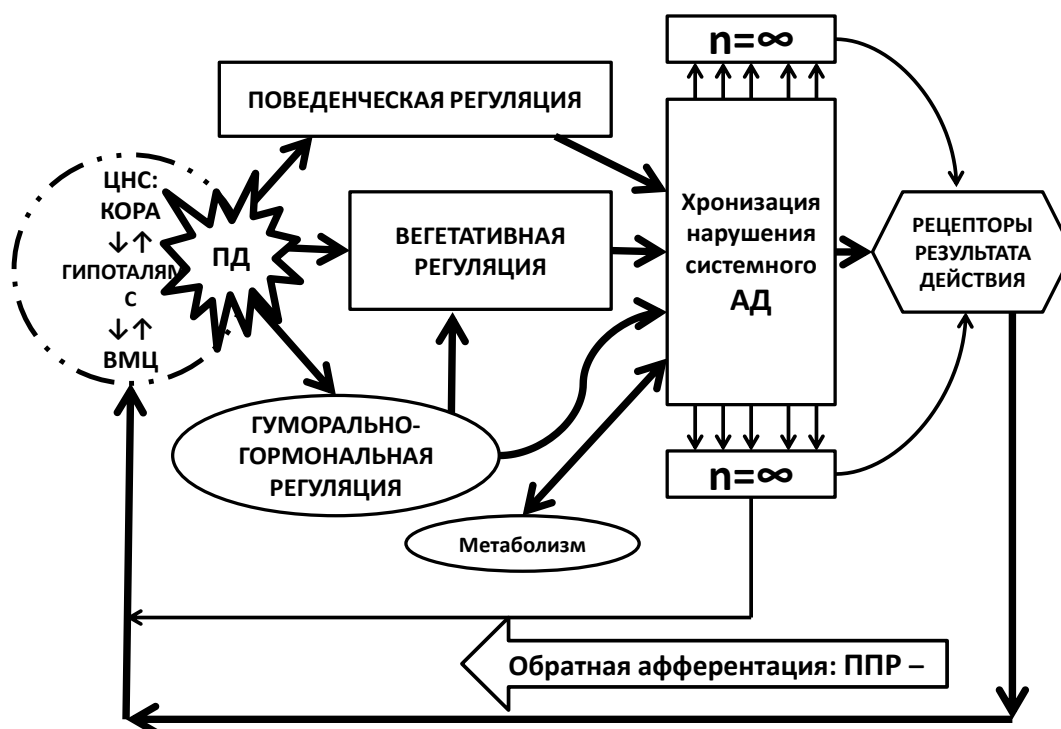 n=∞
ПОВЕДЕНЧЕСКАЯ РЕГУЛЯЦИЯ
ЦНС:
КОРА
↓↑
ГИПОТАЛЯМ
С
↓↑
ВМЦ
ПД
ВЕГЕТАТИВНАЯ
РЕГУЛЯЦИЯ
Хронизация
нарушения
системного
АД
РЕЦЕПТОРЫ
РЕЗУЛЬТАТА
ДЕЙСТВИЯ
ГУМОРАЛЬНО-
ГОРМОНАЛЬНАЯ
РЕГУЛЯЦИЯ
n=∞
Метаболизм
Обратная афферентация: ППР –